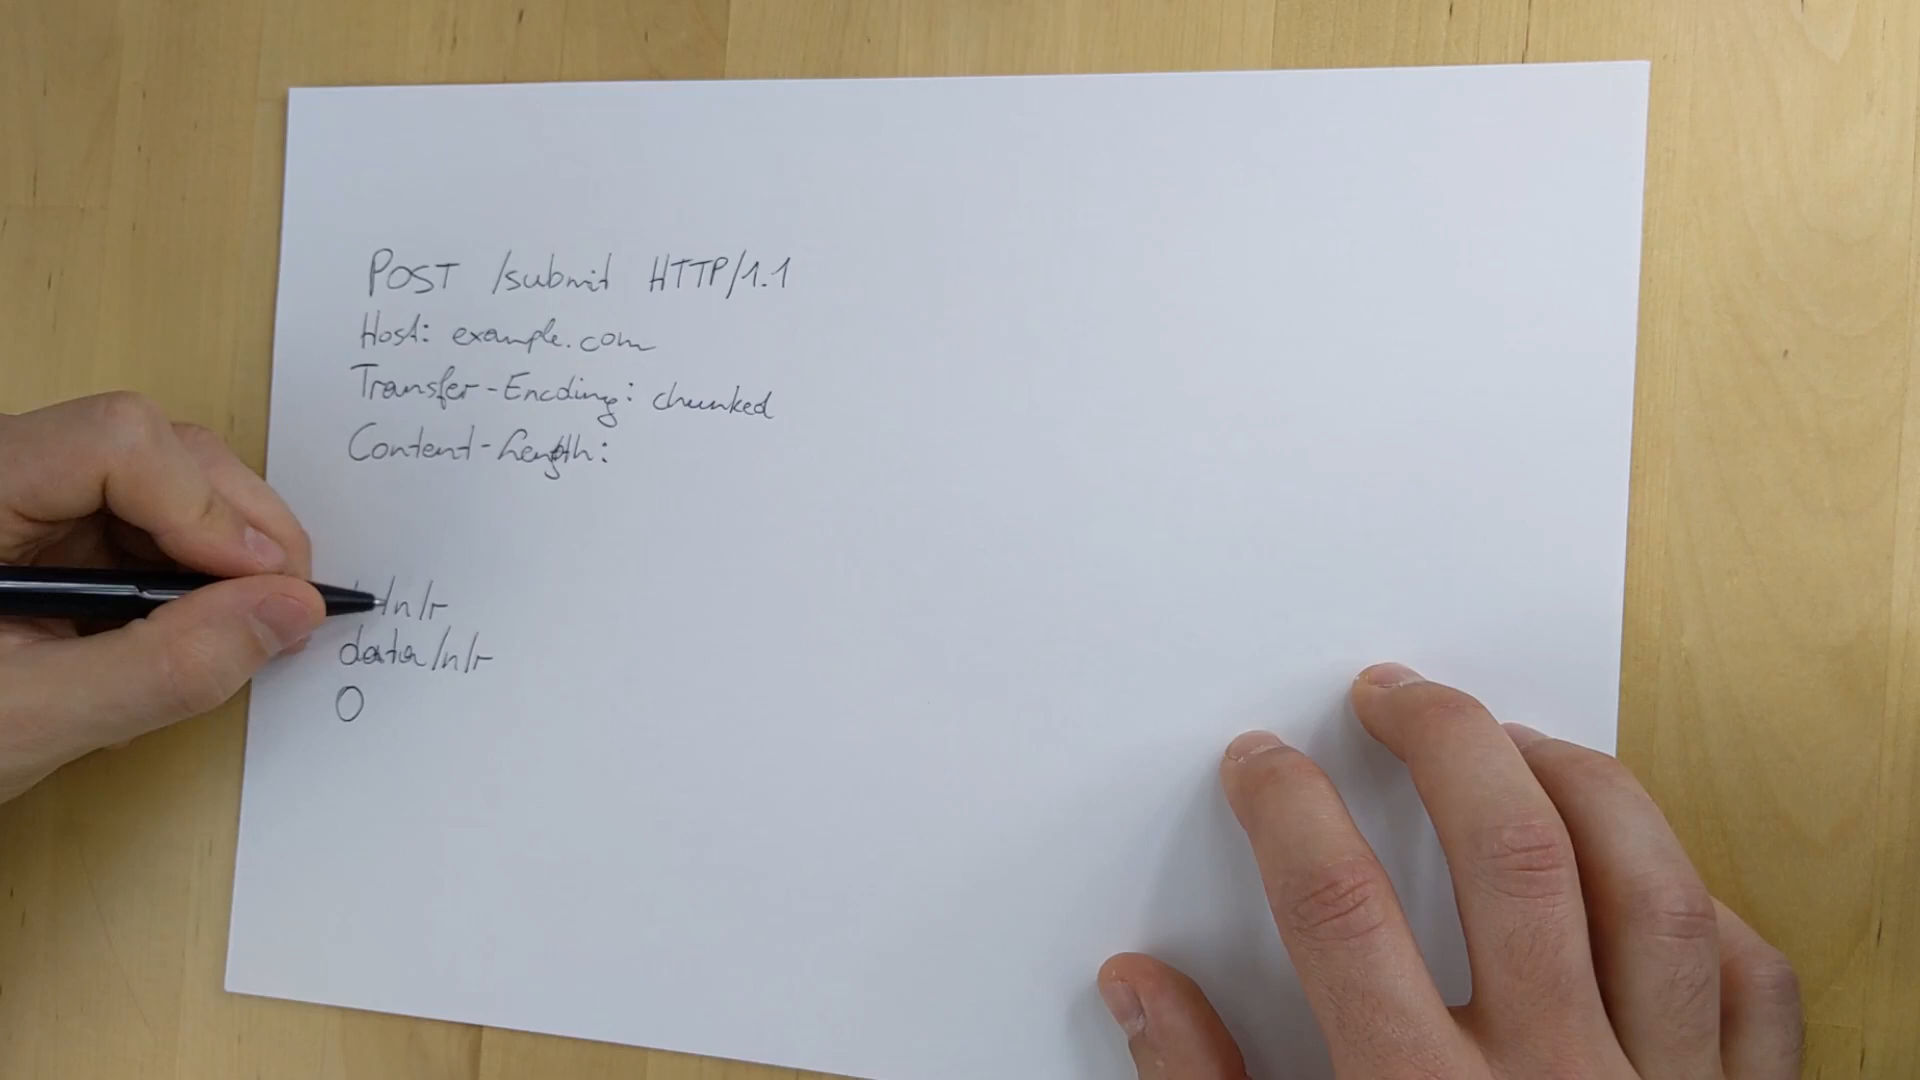 POST /submit HTTP/1.1
Host: example.com
Transfer-Encoding: chunked
Content-Length:
/n/r
data/n/r
0